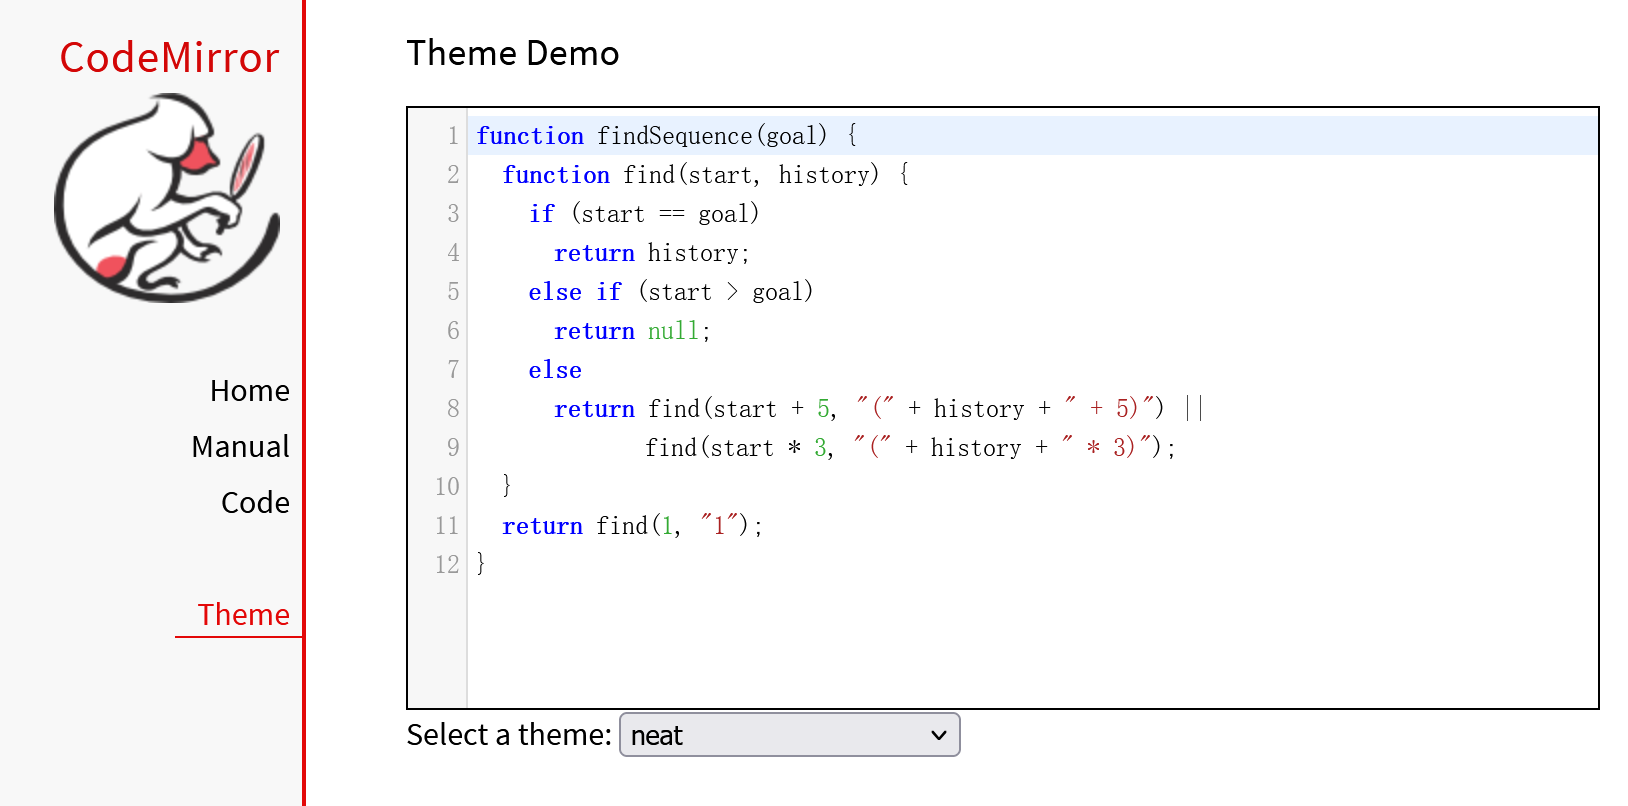 CodeMirror
Home
Manual
Code
Theme
Theme Demo
1 function findSequence(goal) {
2   function find(start, history) {
3     if (start == goal)
4       return history;
5     else if (start > goal)
6       return null;
7     else
8       return find(start + 5, "(" + history + " + 5)") ||
9              find(start * 3, "(" + history + " * 3)");
10   }
11   return find(1, "1");
12 }
Select a theme: neat